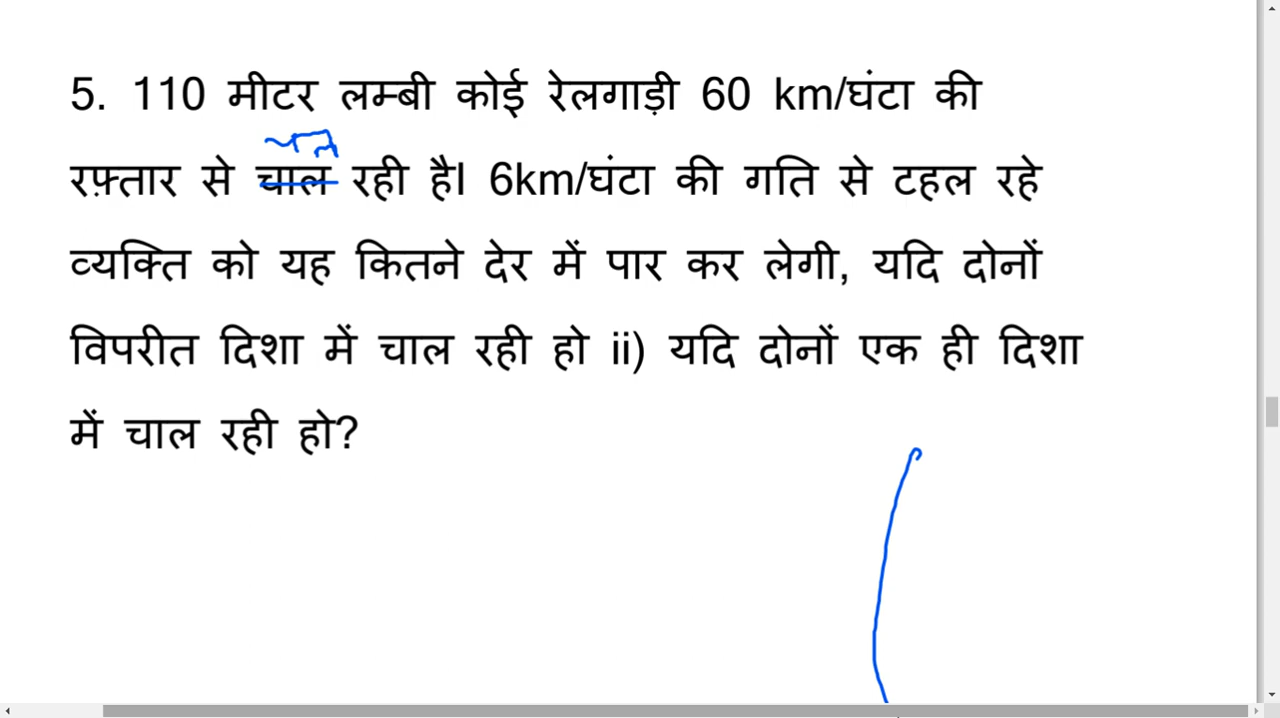 5. 110 मीटर लम्बी कोई रेलगाड़ी 60 km/घंटा की
चल
रफ़्तार से चाल रही है। 6km/घंटा की गति से टहल रहे
व्यक्ति को यह कितने देर में पार कर लेगी, यदि दोनों
विपरीत दिशा में चाल रही हो ii) यदि दोनों एक ही दिशा
में चाल रही हो?